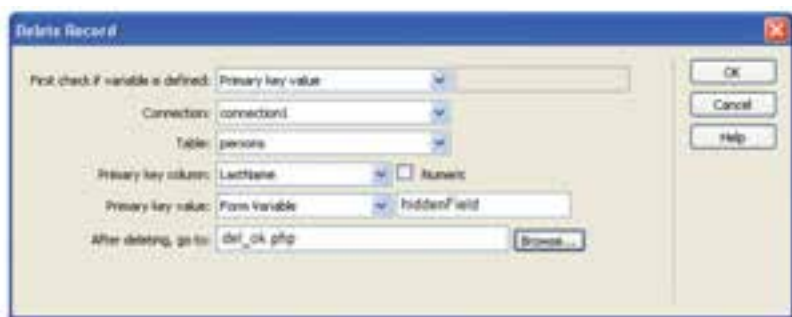 Delete Record
First check if variable is defined: Primary key value
OK
Connection: connection1
Cancel
Table: persons
Help
Primary key column: LastName Numeric
Primary key value: Form Variable hiddenField
After deleting, go to: del_ok.php Browse...